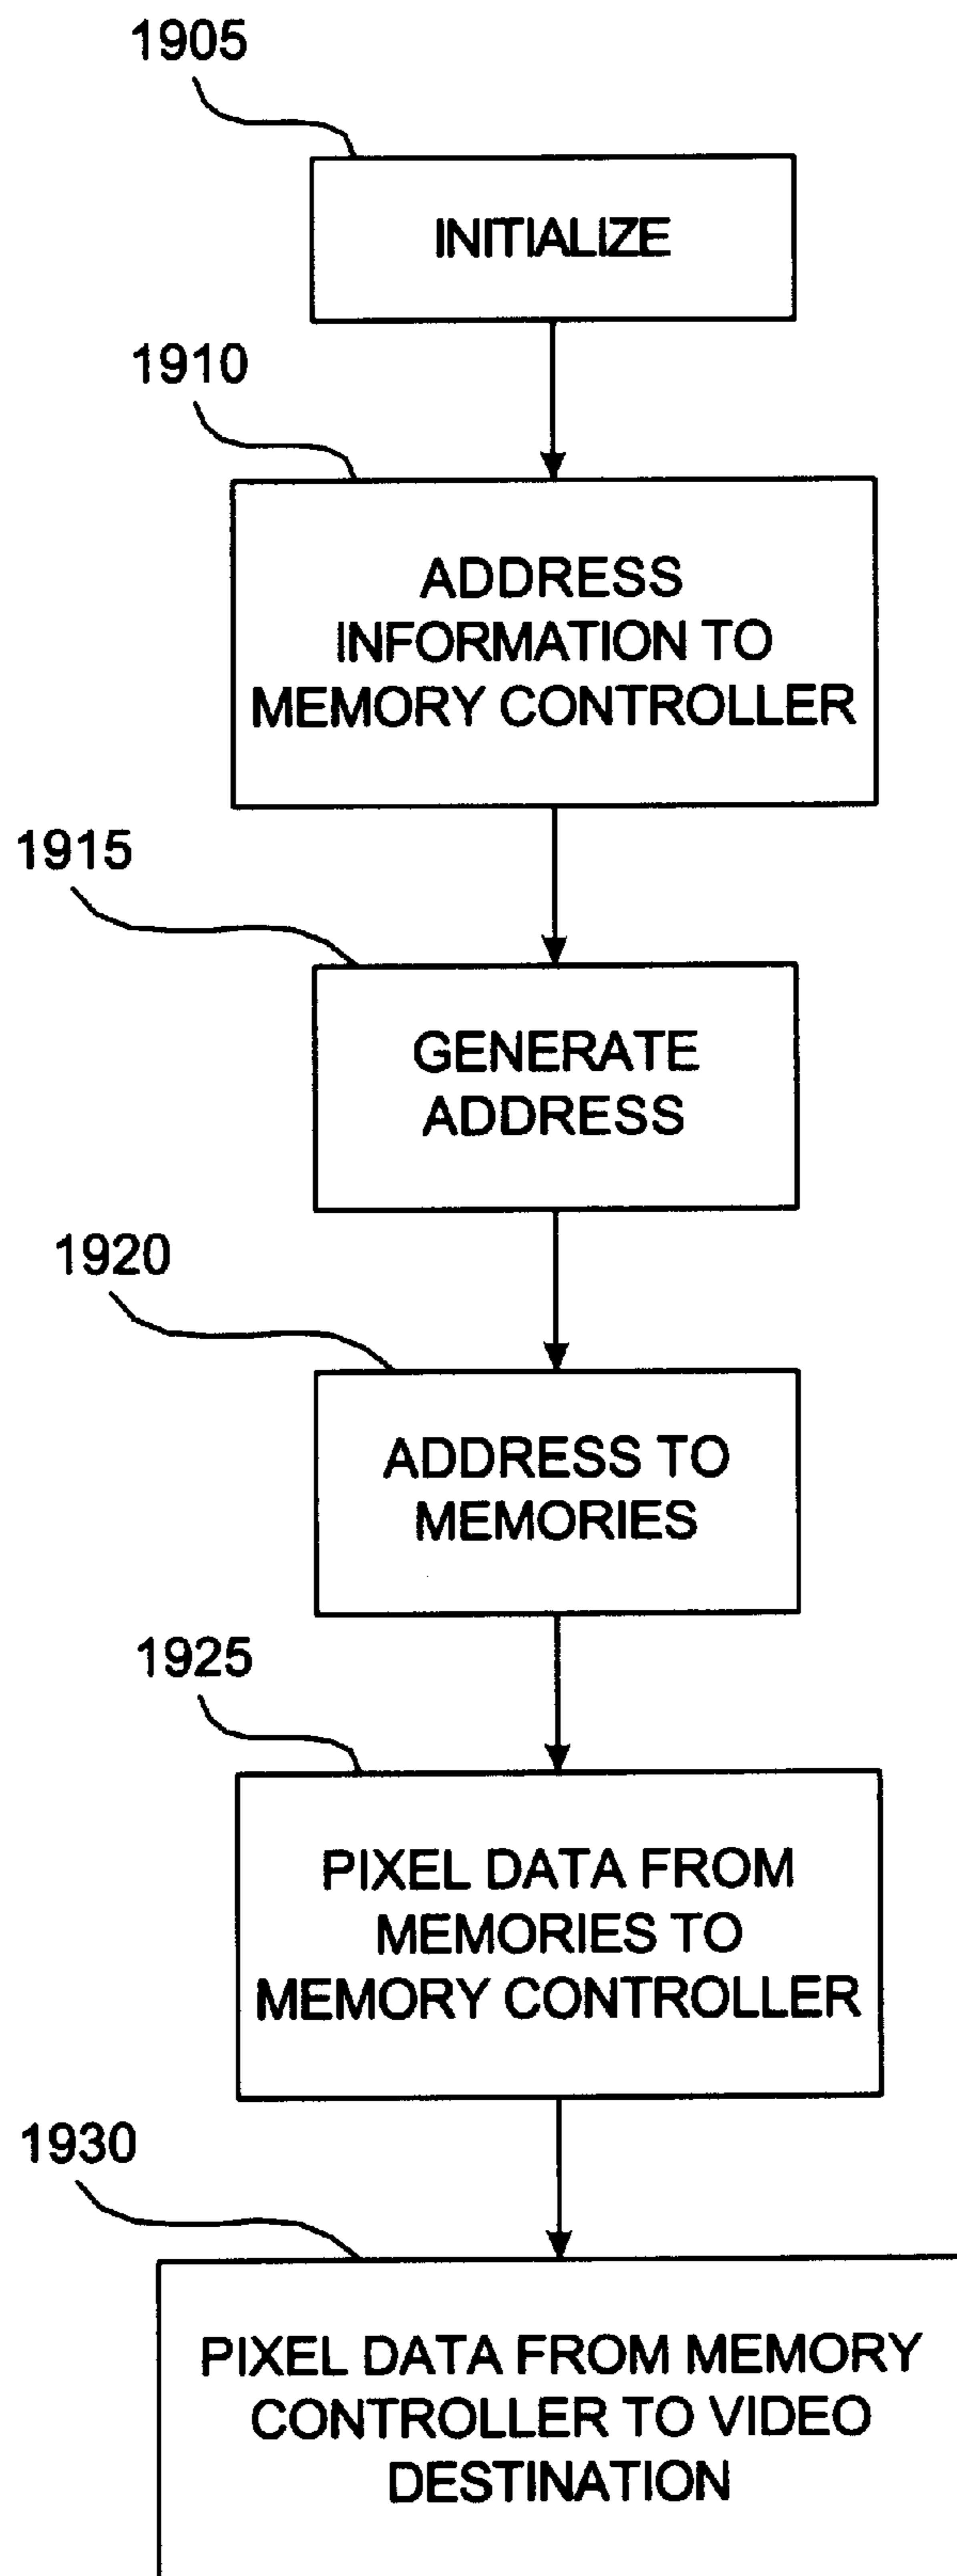 1905
INITIALIZE
1910
ADDRESS
INFORMATION TO
MEMORY CONTROLLER
1915
GENERATE
ADDRESS
1920
ADDRESS TO
MEMORIES
1925
PIXEL DATA FROM
MEMORIES TO
MEMORY CONTROLLER
1930
PIXEL DATA FROM MEMORY
CONTROLLER TO VIDEO
DESTINATION